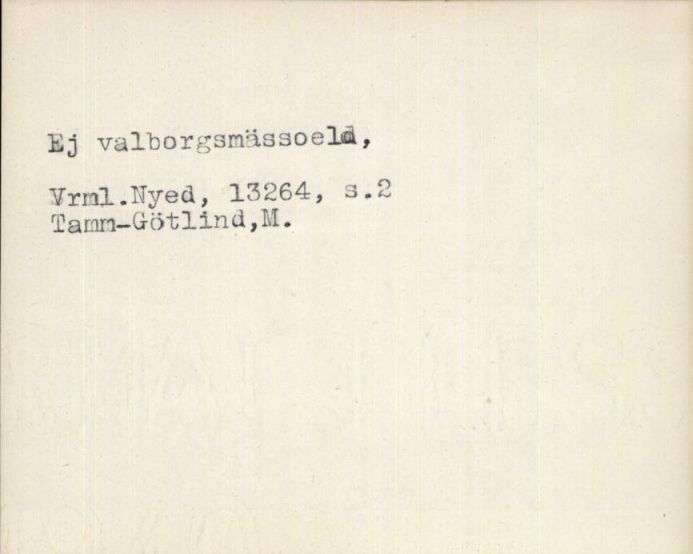 Ej valborgsmässoeld,
Vrml.Nyed, 13264, s.2
Tamm-Götlind,M.